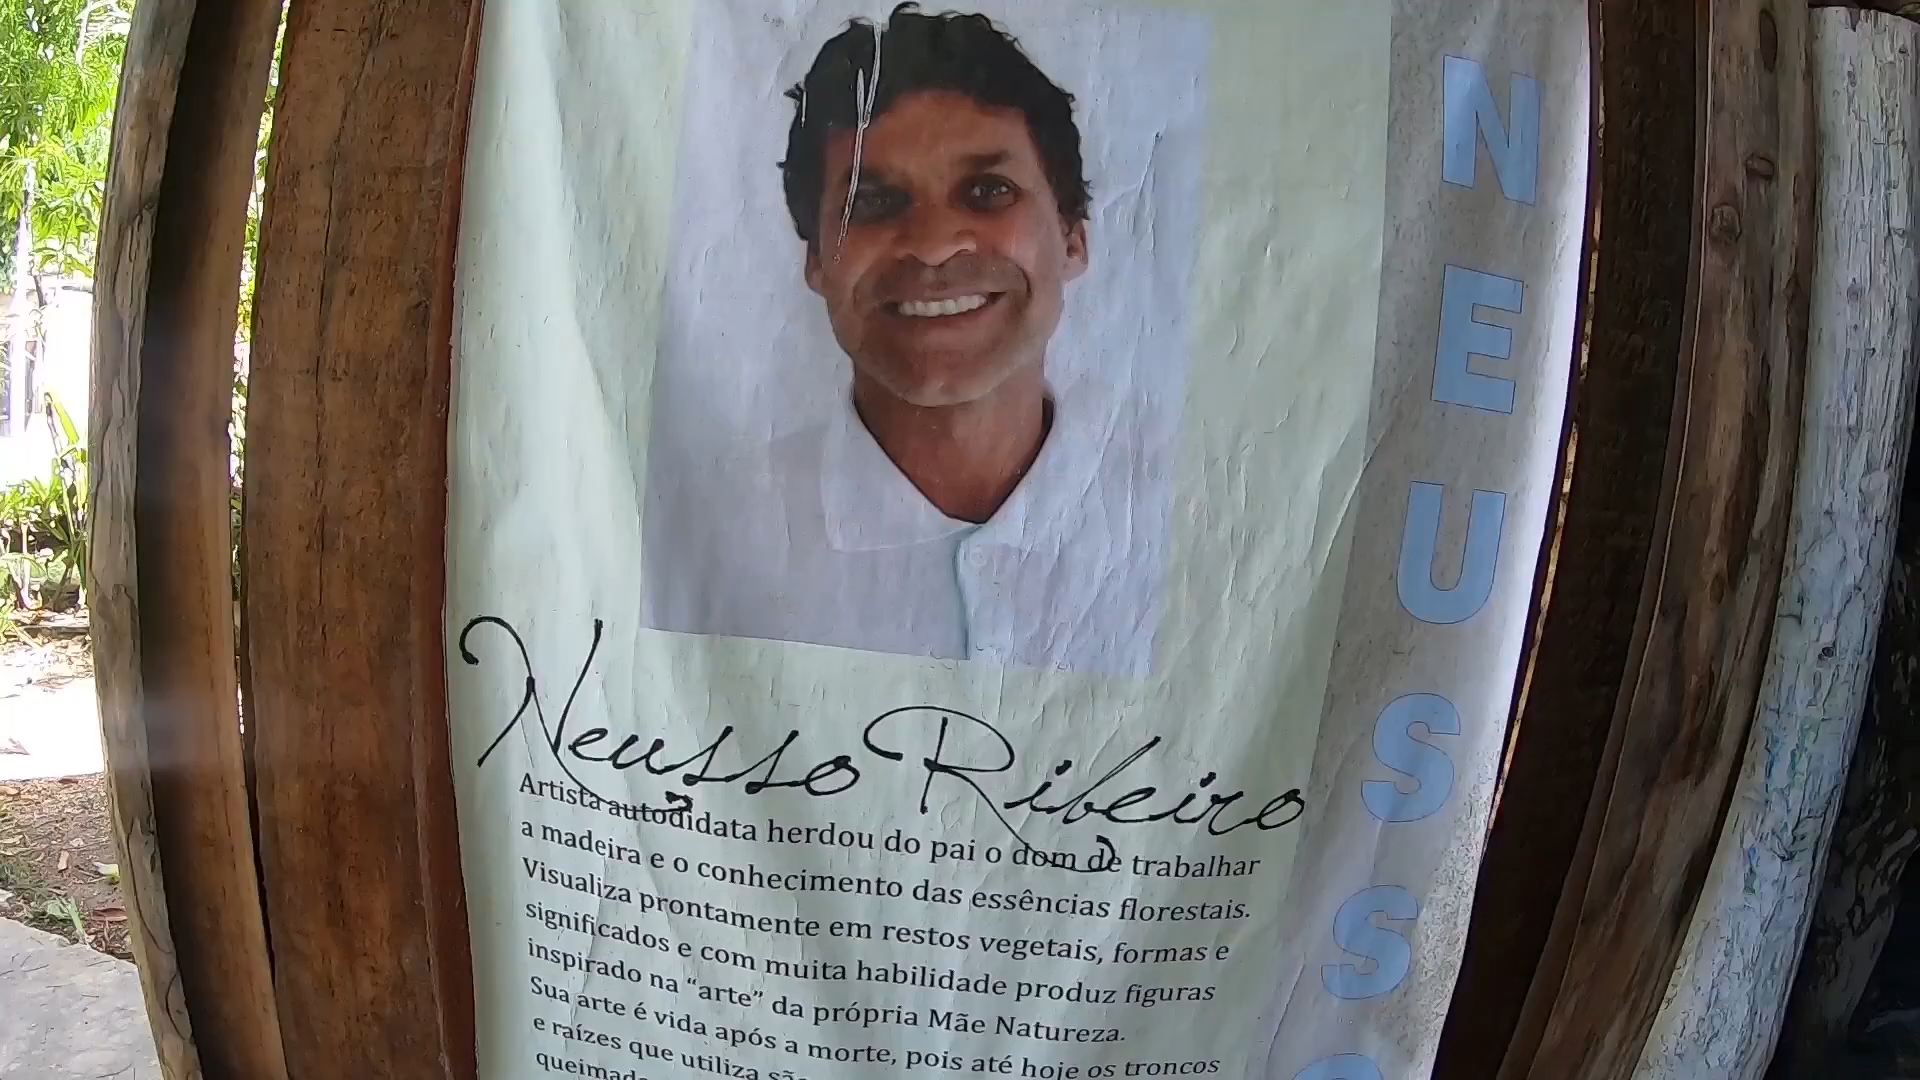 Neusso Ribeiro
Artista autodidata herdou do pai o dom de trabalhar
a madeira e o conhecimento das essências florestais.
Visualiza prontamente em restos vegetais, formas e
significados e com muita habilidade produz figuras
inspirado na “arte” da própria Mãe Natureza.
Sua arte é vida após a morte, pois até hoje os troncos
e raízes que utiliza
NEUSS